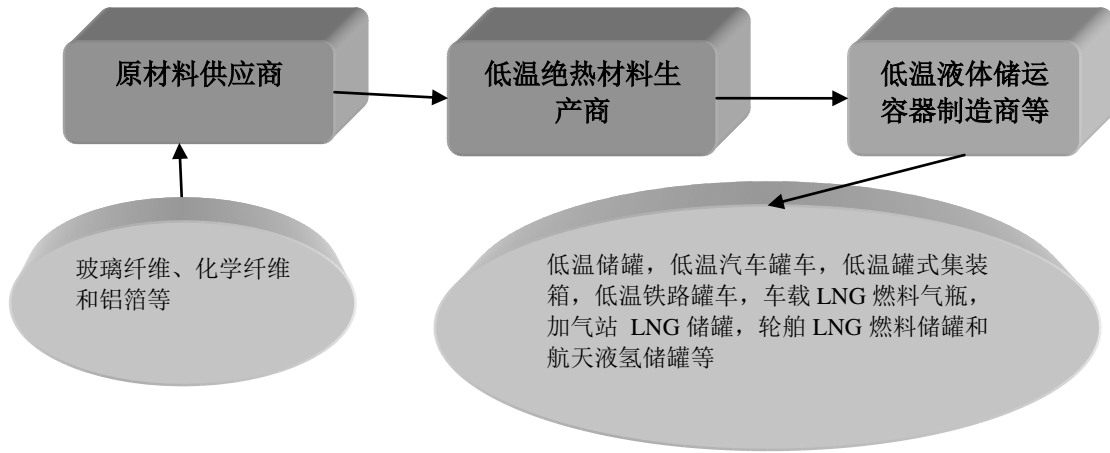 原材料供应商
低温绝热材料生
产商
低温液体储运
容器制造商等
玻璃纤维、化学纤维
和铝箔等
低温储罐，低温汽车罐车，低温罐式集装
箱，低温铁路罐车，车载 LNG 燃料气瓶，
加气站 LNG 储罐，轮船 LNG 燃料储罐和
航天液氢储罐等